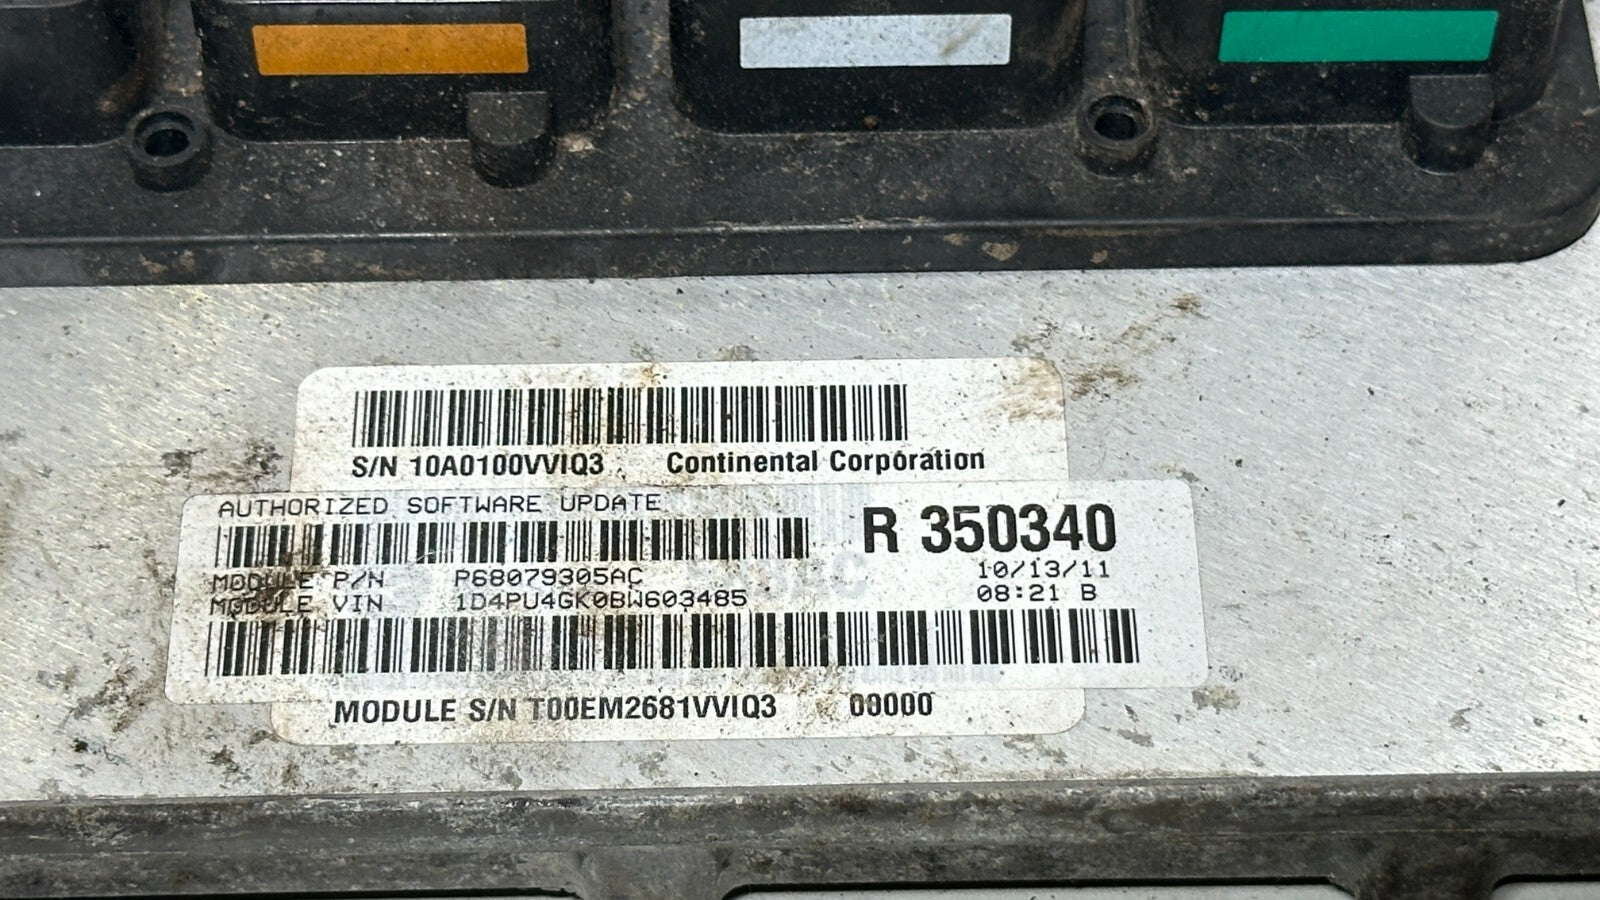 S/N 10A0100VVIQ3 Continental Corporation
AUTHORIZED SOFTWARE UPDATE
R 350340
MODULE P/N P68079305AC 10/13/11
MODULE VIN 1D4PU4GK0BW603485 08:21 B
MODULE S/N T00EM2681VVIQ3 00000